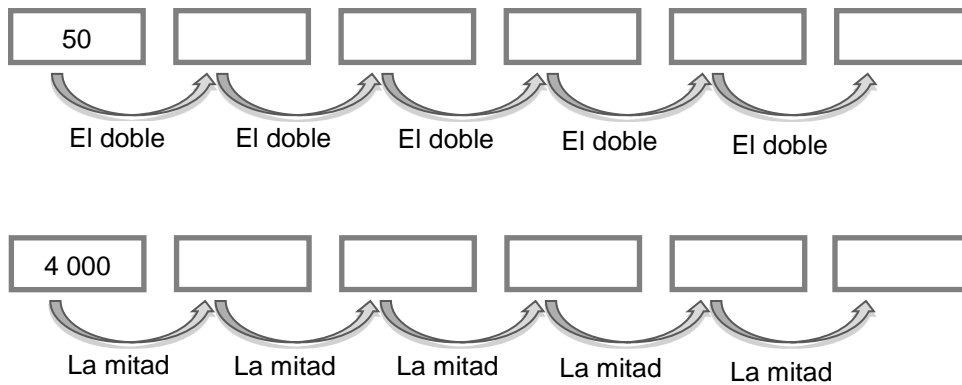 50
El doble El doble El doble El doble El doble
4 000
La mitad La mitad La mitad La mitad La mitad